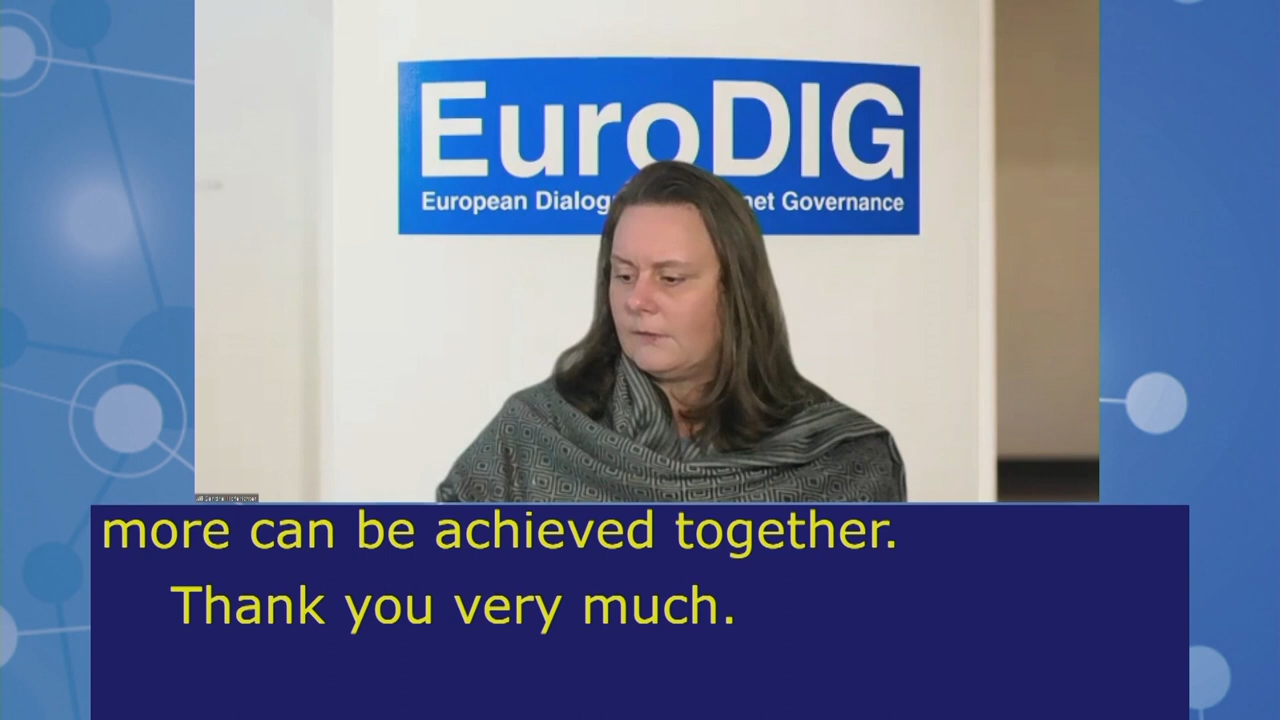 EuroDIG
European Dialog net Governance
more can be achieved together.
Thank you very much.